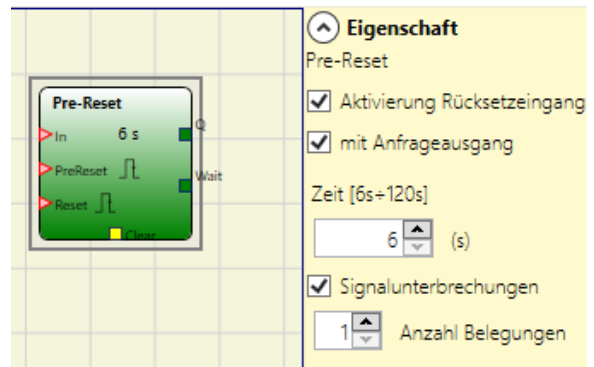 Pre-Reset
In 6 s Q
PreReset
Wait
Reset
Clear
Eigenschaft
Pre-Reset
Aktivierung Rücksetzeingang
mit Anfrageausgang
Zeit [6s÷120s]
6 (s)
Signalunterbrechungen
1 Anzahl Belegungen